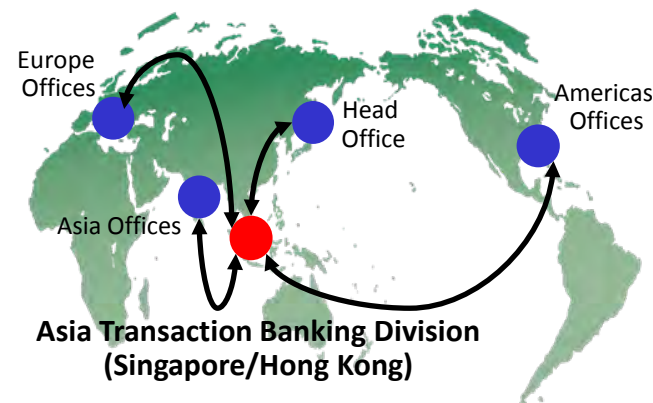 Europe
Offices
Head
Office
Americas
Offices
Asia Offices
Asia Transaction Banking Division
(Singapore/Hong Kong)